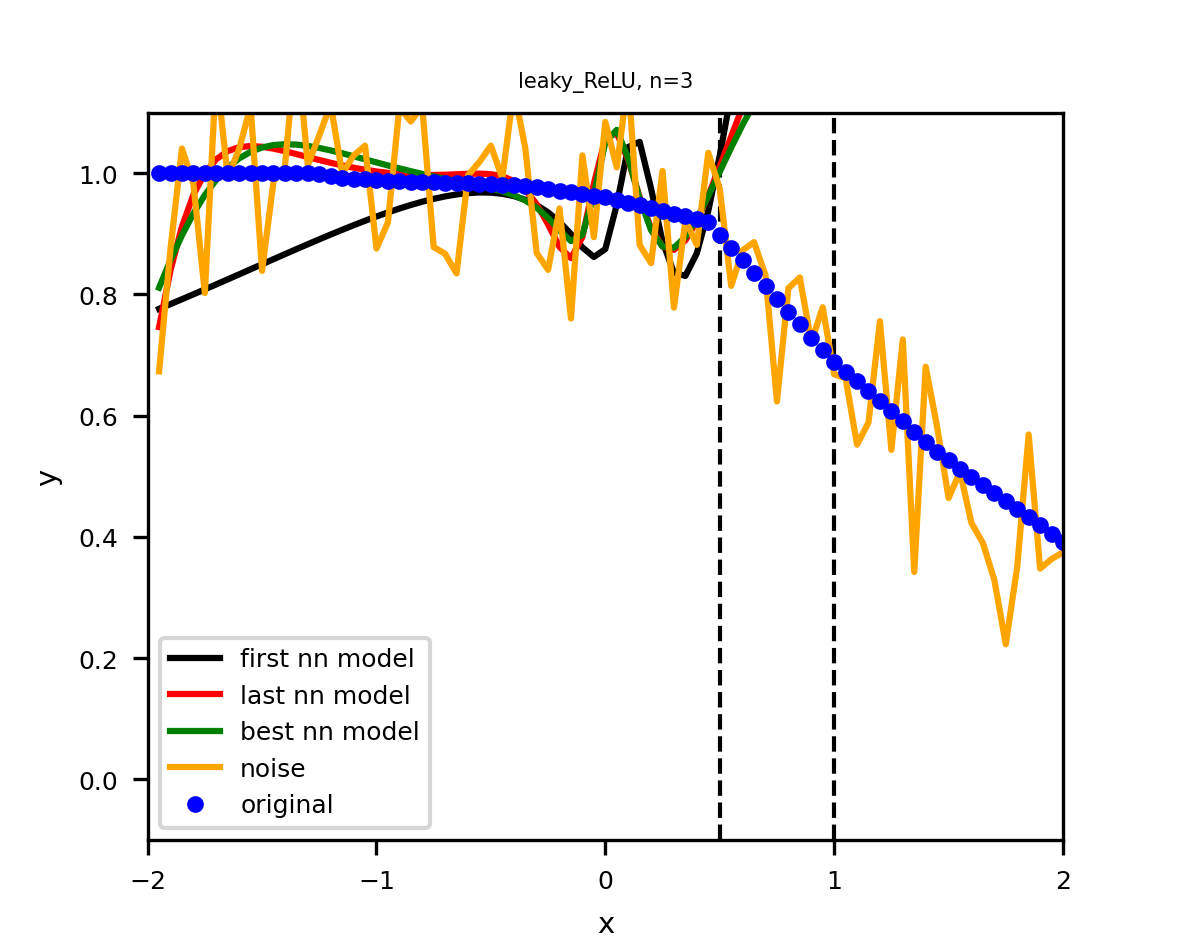 leaky_ReLU, n=3
1.0
0.8
0.6
0.4
0.2
0.0
y
first nn model
last nn model
best nn model
noise
original
−2
−1
0
1
2
x